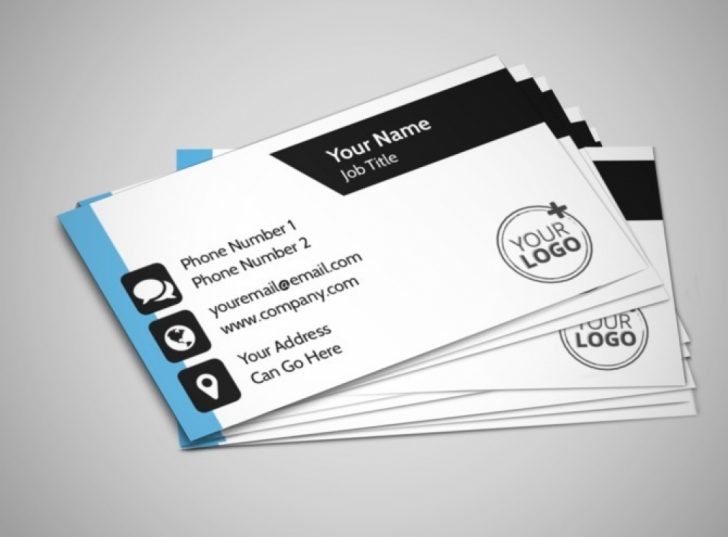 Your Name
Job Title
Phone Number 1
Phone Number 2
youremail@email.com
www.company.com
Your Address
Can Go Here
YOUR
LOGO
YOUR
LOGO